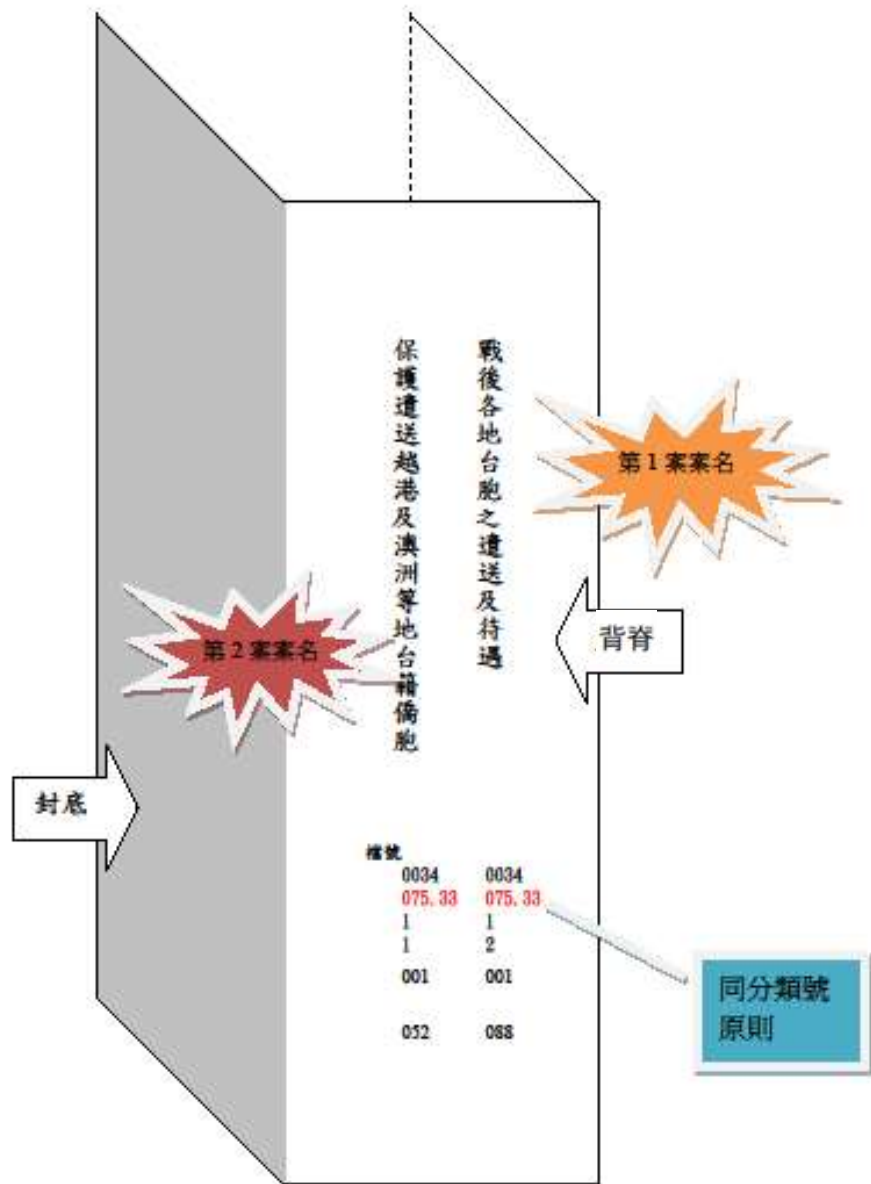 戰後各地台胞之遣送及待遇
保護遣送越港及澳洲等地台籍僑胞
第1案案名
第2案案名
背脊
封底
檔號
0034 0034
075.33 075.33
1 1
1 2
001 001
052 088
同分類號
原則